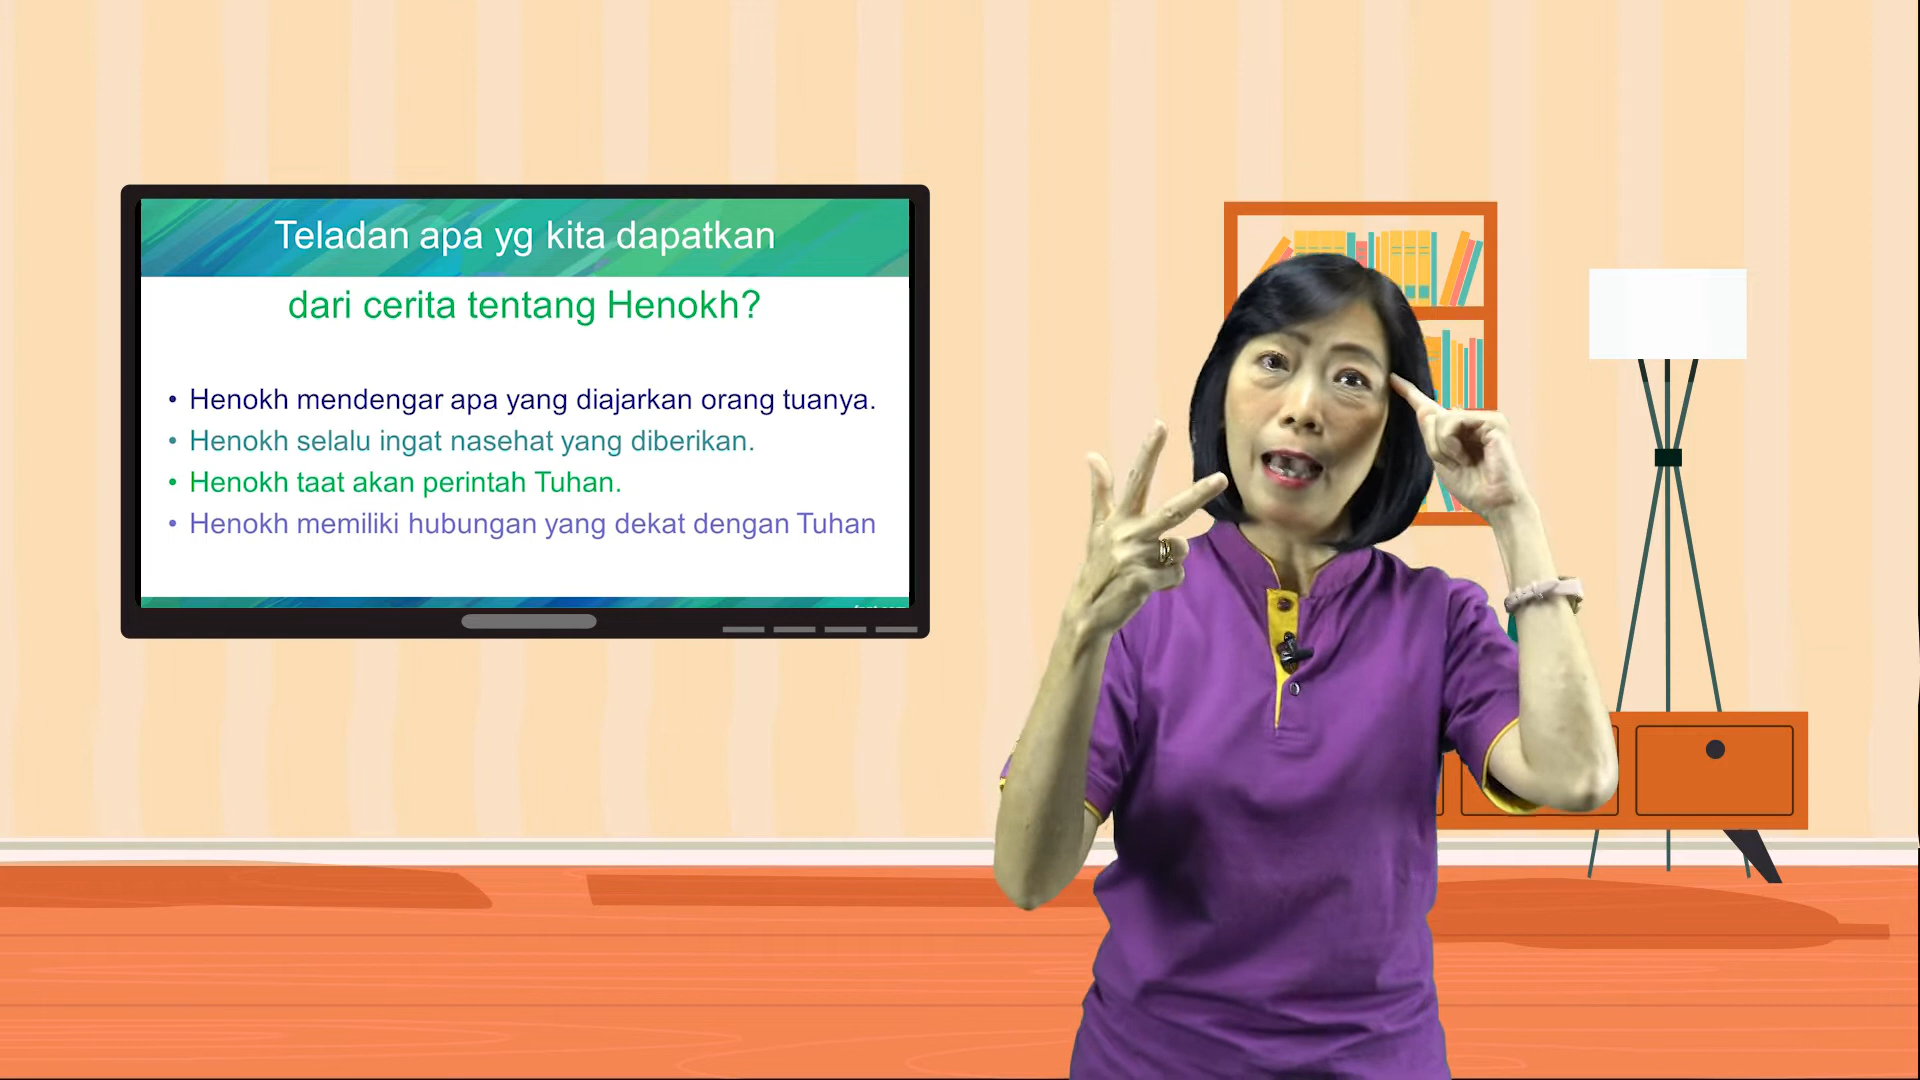 Teladan apa yg kita dapatkan
dari cerita tentang Henokh?
• Henokh mendengar apa yang diajarkan orang tuanya.
• Henokh selalu ingat nasehat yang diberikan.
• Henokh taat akan perintah Tuhan.
• Henokh memiliki hubungan yang dekat dengan Tuhan